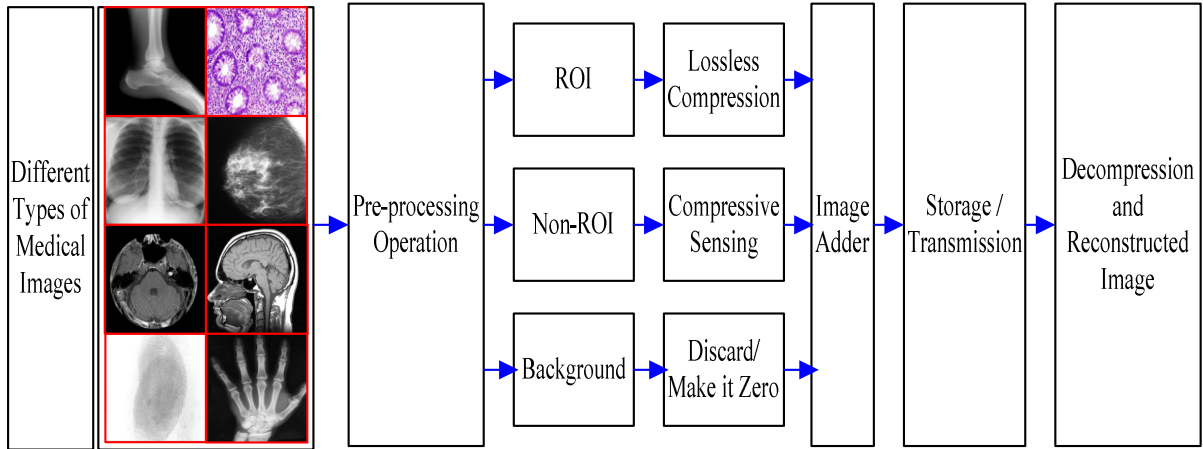 Different
Types of
Medical
Images
Pre-processing
Operation
ROI
Lossless
Compression
Non-ROI
Compressive
Sensing
Background
Discard/
Make it Zero
Image
Adder
Storage /
Transmission
Decompression
and
Reconstructed
Image